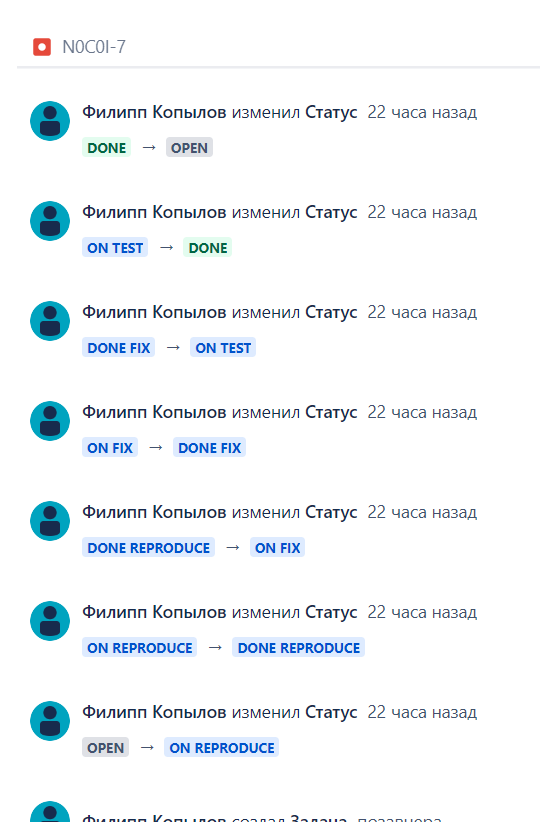 N0C0I-7
Филипп Копылов изменил Статус 22 часа назад
DONE → OPEN
Филипп Копылов изменил Статус 22 часа назад
ON TEST → DONE
Филипп Копылов изменил Статус 22 часа назад
DONE FIX → ON TEST
Филипп Копылов изменил Статус 22 часа назад
ON FIX → DONE FIX
Филипп Копылов изменил Статус 22 часа назад
DONE REPRODUCE → ON FIX
Филипп Копылов изменил Статус 22 часа назад
ON REPRODUCE → DONE REPRODUCE
Филипп Копылов изменил Статус 22 часа назад
OPEN → ON REPRODUCE
Филипп Копылов создал Задача позавчера